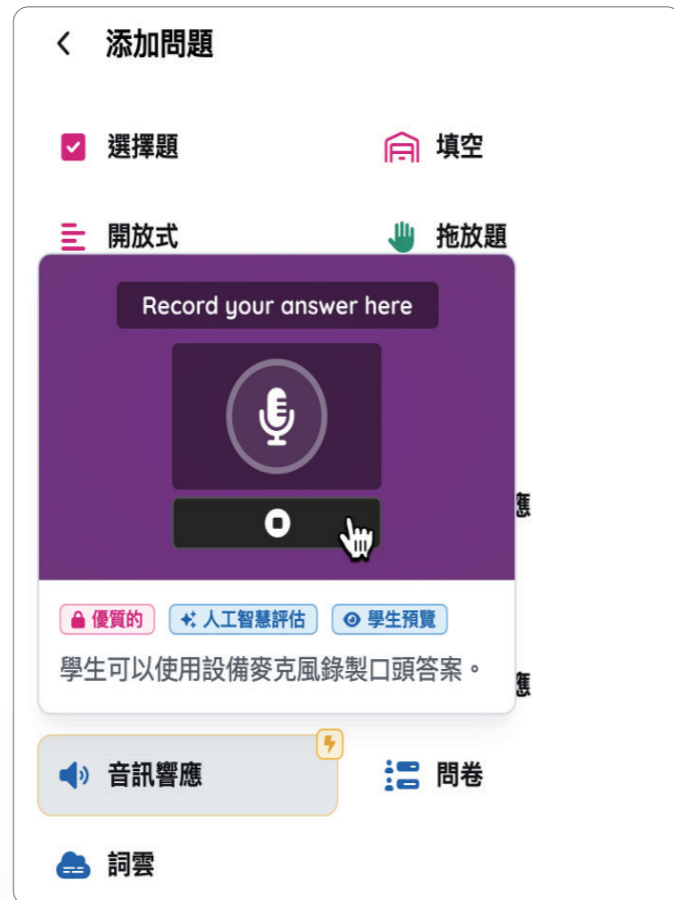 添加問題
選擇題
填空
開放式
拖放題
Record your answer here
應
優質的
人工智慧評估
學生預覽
學生可以使用設備麥克風錄製口頭答案。
應
音訊響應
問卷
詞雲